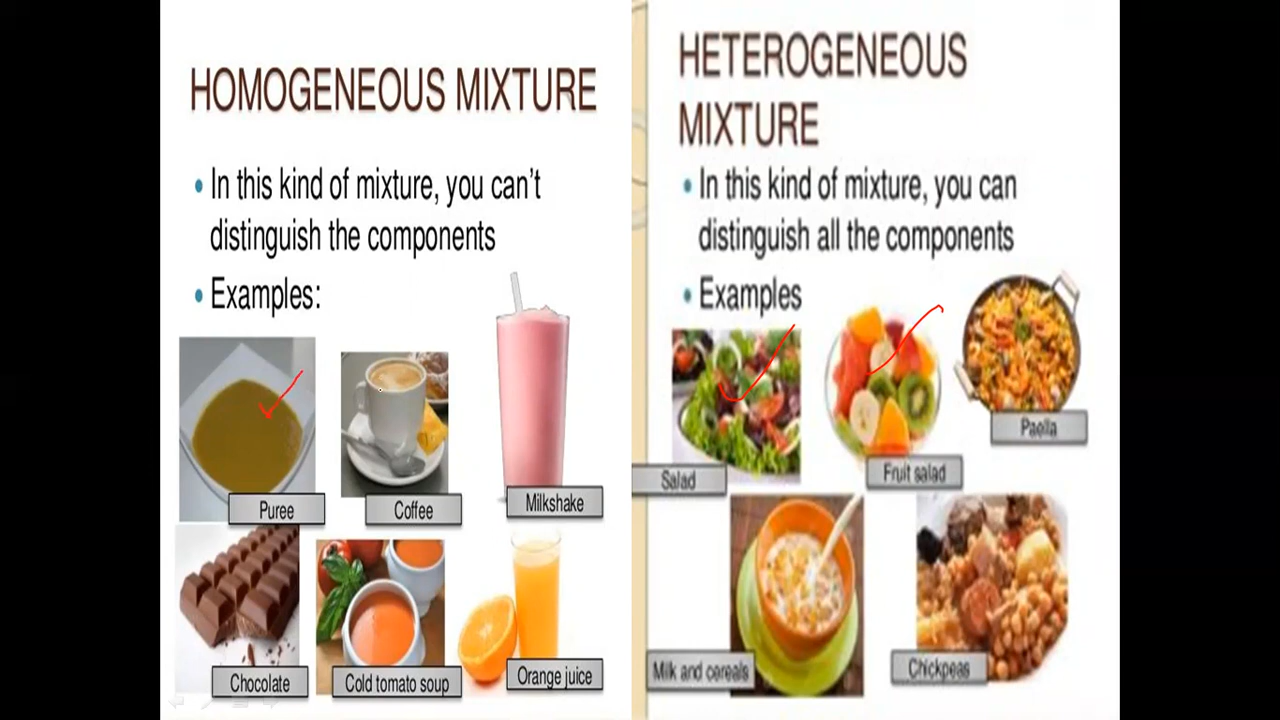 HOMOGENEOUS MIXTURE
• In this kind of mixture, you can't
distinguish the components
• Examples:
Puree
Coffee
Milkshake
Chocolate
Cold tomato soup
Orange juice
HETEROGENEOUS
MIXTURE
• In this kind of mixture, you can
distinguish all the components
• Examples
Salad
Fruit salad
Paella
Milk and cereals
Chickpeas